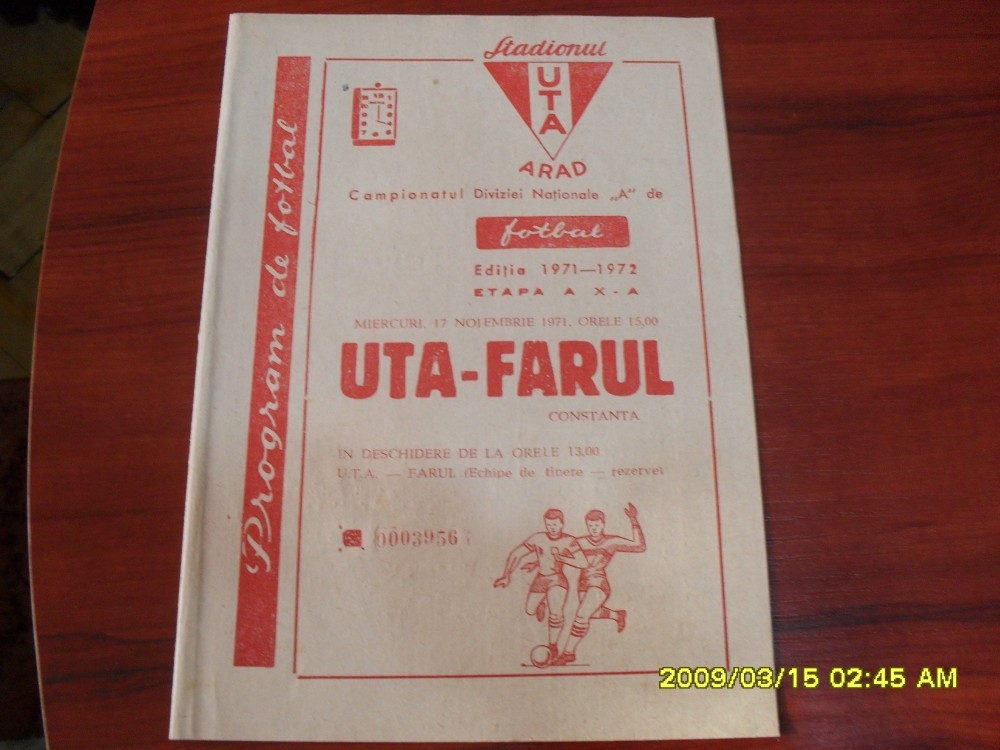 Program de fotbal
Stadionul
UTA
ARAD
Campionatul Diviziei Naționale „A" de
fotbal
Ediția 1971—1972
ETAPA A X-A
MIERCURI, 17 NOIEMBRIE 1971, ORELE 15,00
UTA-FARUL
CONSTANTA
IN DESCHIDERE DE LA ORELE 13,00
U.T.A. — FARUL (Echipe de tinere — rezerve)
0003956
2009/03/15 02:45 AM